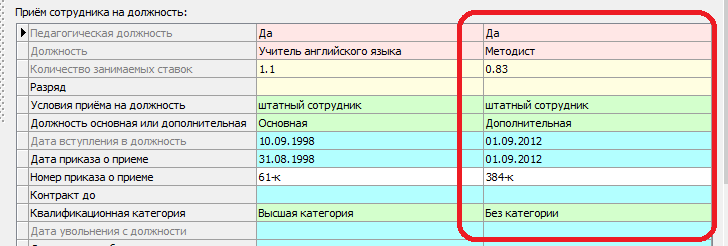 Приём сотрудника на должность:
Педагогическая должность Да Да
Должность Учитель английского языка Методист
Количество занимаемых ставок 1.1 0.83
Разряд
Условия приёма на должность штатный сотрудник штатный сотрудник
Должность основная или дополнительная Основная Дополнительная
Дата вступления в должность 10.09.1998 01.09.2012
Дата приказа о приеме 31.08.1998 01.09.2012
Номер приказа о приеме 61-к 384-к
Контракт до
Квалификационная категория Высшая категория Без категории
Дата увольнения с должности